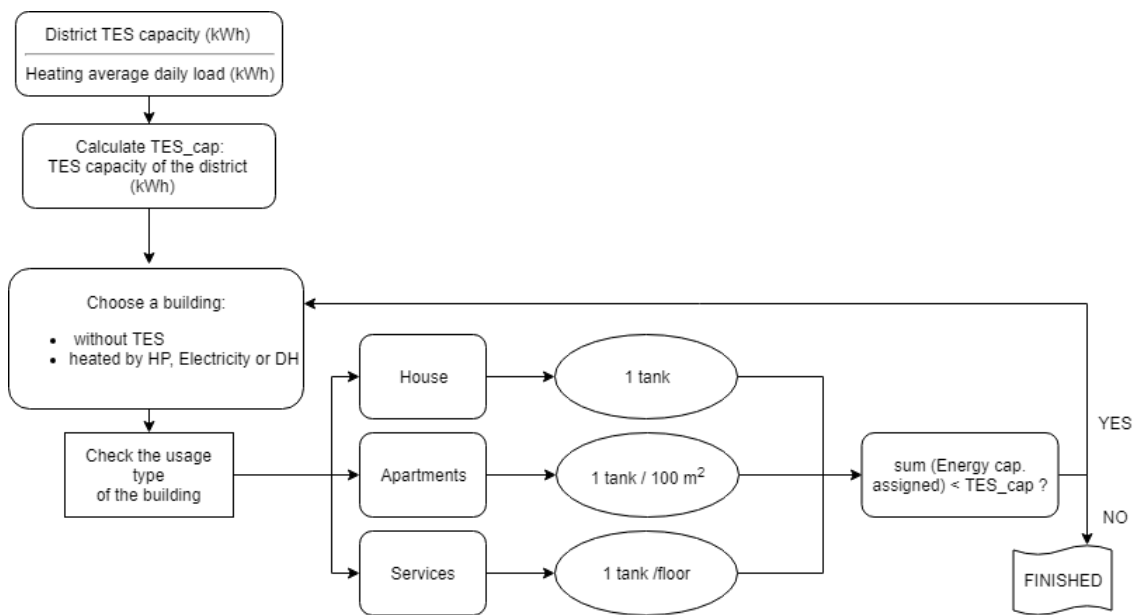 District TES capacity (kWh)
Heating average daily load (kWh)
Calculate TES_cap:
TES capacity of the district
(kWh)
Choose a building:
• without TES
• heated by HP, Electricity or DH
Check the usage
type
of the building
House
1 tank
Apartments
1 tank / 100 m²
Services
1 tank /floor
sum (Energy cap.
assigned) < TES_cap ?
YES
NO
FINISHED